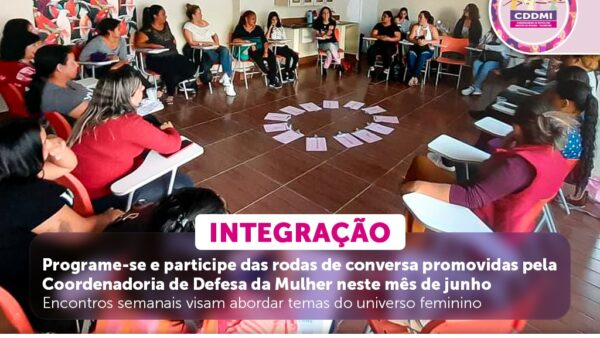 CDDMI
INTEGRAÇÃO
Programe-se e participe das rodas de conversa promovidas pela
Coordenadoria de Defesa da Mulher neste mês de junho
Encontros semanais visam abordar temas do universo feminino